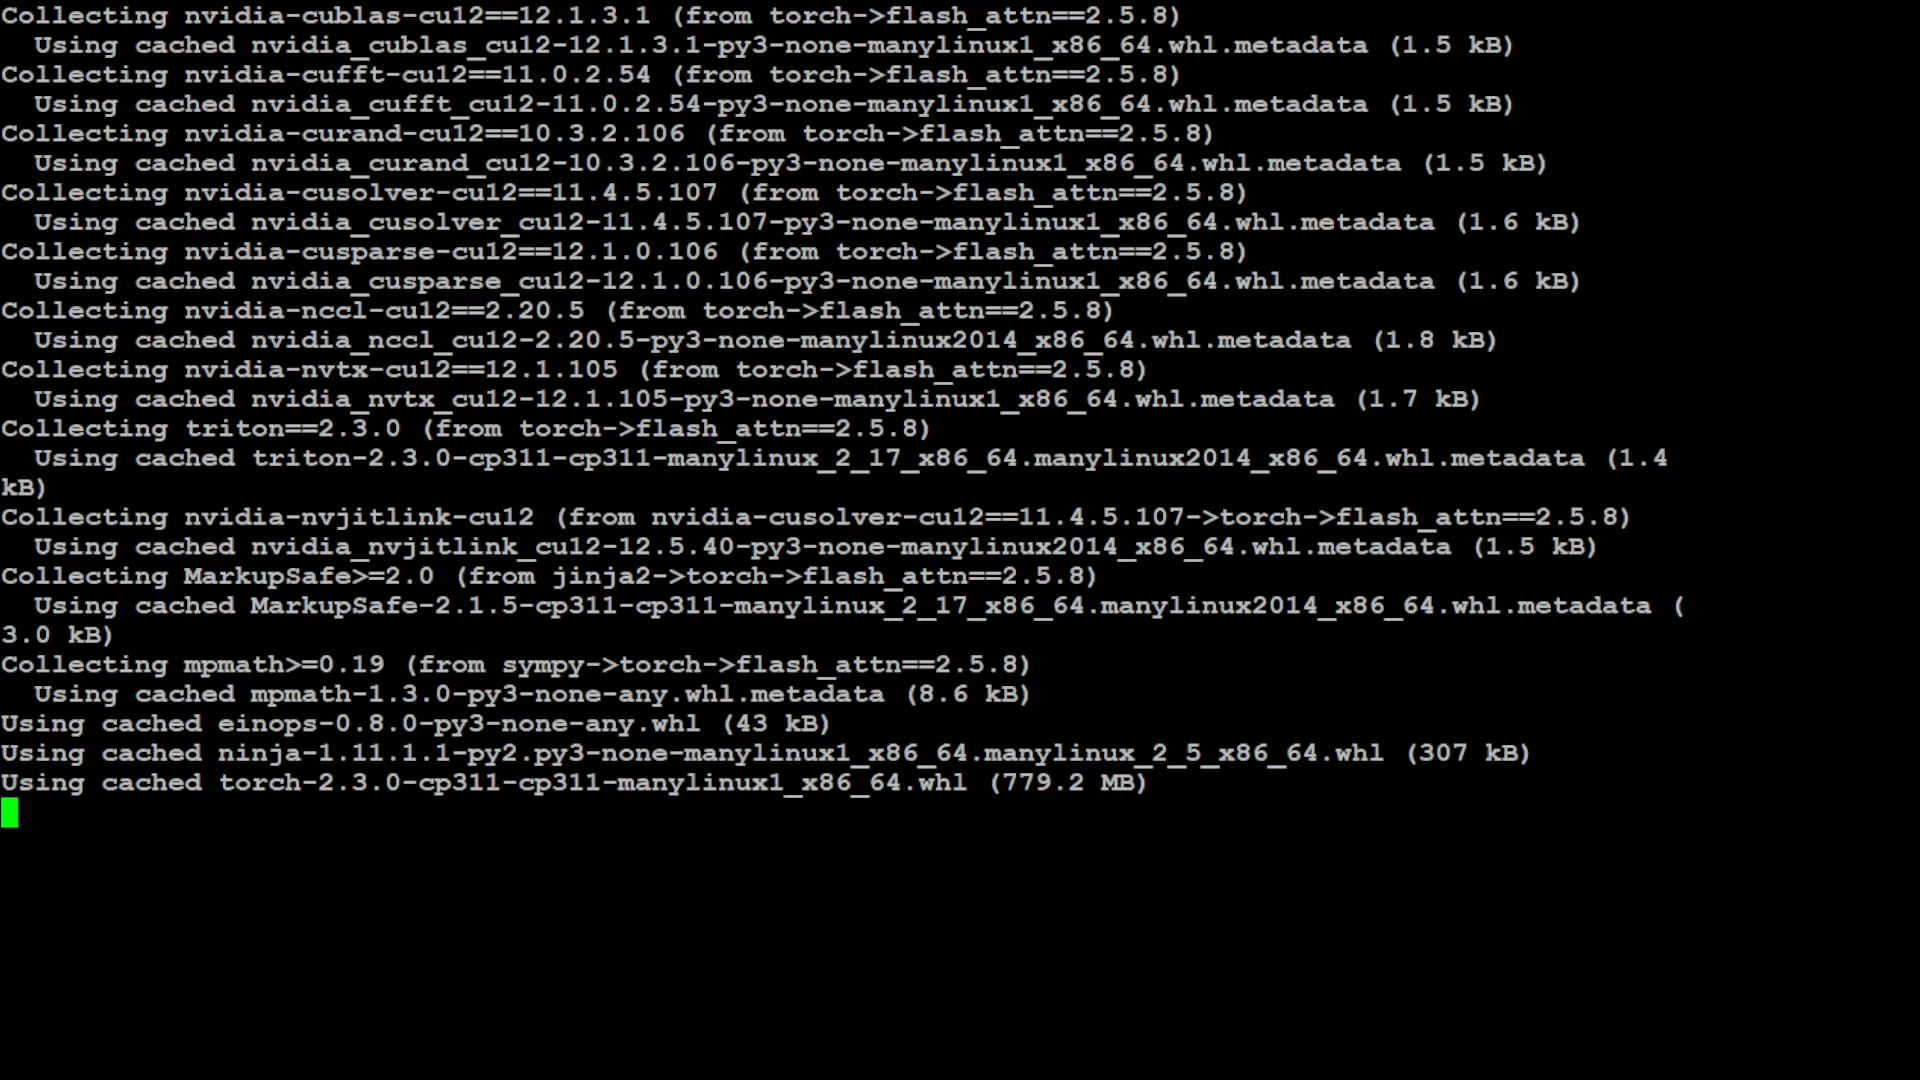 Collecting nvidia-cublas-cu12==12.1.3.1 (from torch->flash_attn==2.5.8)
  Using cached nvidia_cublas_cu12-12.1.3.1-py3-none-manylinux1_x86_64.whl.metadata (1.5 kB)
Collecting nvidia-cufft-cu12==11.0.2.54 (from torch->flash_attn==2.5.8)
  Using cached nvidia_cufft_cu12-11.0.2.54-py3-none-manylinux1_x86_64.whl.metadata (1.5 kB)
Collecting nvidia-curand-cu12==10.3.2.106 (from torch->flash_attn==2.5.8)
  Using cached nvidia_curand_cu12-10.3.2.106-py3-none-manylinux1_x86_64.whl.metadata (1.5 kB)
Collecting nvidia-cusolver-cu12==11.4.5.107 (from torch->flash_attn==2.5.8)
  Using cached nvidia_cusolver_cu12-11.4.5.107-py3-none-manylinux1_x86_64.whl.metadata (1.6 kB)
Collecting nvidia-cusparse-cu12==12.1.0.106 (from torch->flash_attn==2.5.8)
  Using cached nvidia_cusparse_cu12-12.1.0.106-py3-none-manylinux1_x86_64.whl.metadata (1.6 kB)
Collecting nvidia-nccl-cu12==2.20.5 (from torch->flash_attn==2.5.8)
  Using cached nvidia_nccl_cu12-2.20.5-py3-none-manylinux2014_x86_64.whl.metadata (1.8 kB)
Collecting nvidia-nvtx-cu12==12.1.105 (from torch->flash_attn==2.5.8)
  Using cached nvidia_nvtx_cu12-12.1.105-py3-none-manylinux1_x86_64.whl.metadata (1.7 kB)
Collecting triton==2.3.0 (from torch->flash_attn==2.5.8)
  Using cached triton-2.3.0-cp311-cp311-manylinux_2_17_x86_64.manylinux2014_x86_64.whl.metadata (1.4
kB)
Collecting nvidia-nvjitlink-cu12 (from nvidia-cusolver-cu12==11.4.5.107->torch->flash_attn==2.5.8)
  Using cached nvidia_nvjitlink_cu12-12.5.40-py3-none-manylinux2014_x86_64.whl.metadata (1.5 kB)
Collecting MarkupSafe>=2.0 (from jinja2->torch->flash_attn==2.5.8)
  Using cached MarkupSafe-2.1.5-cp311-cp311-manylinux_2_17_x86_64.manylinux2014_x86_64.whl.metadata (
3.0 kB)
Collecting mpmath>=0.19 (from sympy->torch->flash_attn==2.5.8)
  Using cached mpmath-1.3.0-py3-none-any.whl.metadata (8.6 kB)
Using cached einops-0.8.0-py3-none-any.whl (43 kB)
Using cached ninja-1.11.1.1-py2.py3-none-manylinux1_x86_64.manylinux_2_5_x86_64.whl (307 kB)
Using cached torch-2.3.0-cp311-cp311-manylinux1_x86_64.whl (779.2 MB)